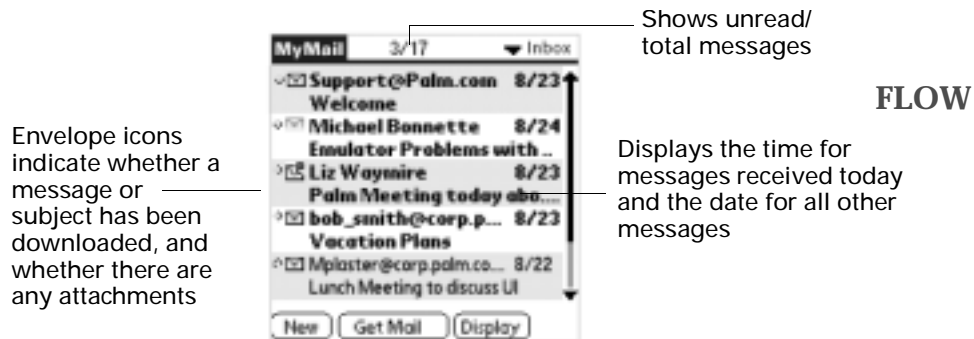 Shows unread/
total messages
MyMail 3/17 Inbox
Support@Palm.com 8/23
Welcome
FLOW
Michael Bonnette 8/24
Emulator Problems with ..
Envelope icons
indicate whether a
message or
subject has been
downloaded, and
whether there are
any attachments
Liz Waymire 8/23
Palm Meeting today abo....
Displays the time for
messages received today
and the date for all other
messages
bob_smith@corp.p... 8/23
Vacation Plans
Mplaster@corp.palm.co... 8/22
Lunch Meeting to discuss UI
New Get Mail Display